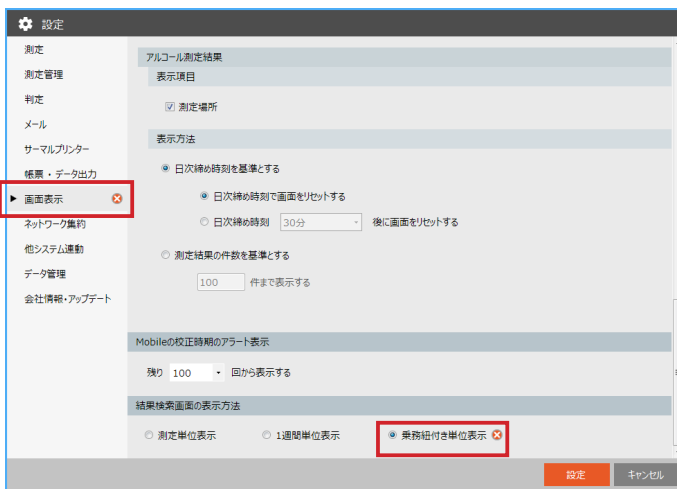 設定
測定
測定管理
判定
メール
サーマルプリンター
帳票・データ出力
画面表示
ネットワーク集約
他システム連動
データ管理
会社情報・アップデート
アルコール測定結果
表示項目
測定場所
表示方法
日次締め時刻を基準とする
日次締め時刻で画面をリセットする
日次締め時刻 30分 後に画面をリセットする
測定結果の件数を基準とする
100 件まで表示する
Mobileの校正時期のアラート表示
残り 100 回から表示する
結果検索画面の表示方法
測定単位表示 1週間単位表示 乗務紐付き単位表示
設定 キャンセル